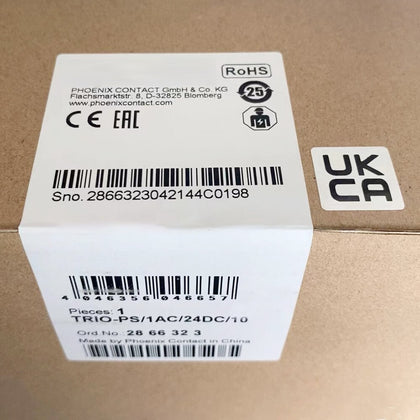 RoHS
PHOENIX CONTACT GmbH & Co. KG
Flachsmarktstr. 8, D-32825 Blomberg
www.phoenixcontact.com
25
CE EAC
Sno. 2866323042144C0198
UK
CA
4 046356 046657
Pieces: 1
TRIO-PS/1AC/24DC/10
Ord No.: 28 66 32 3
Made by Phoenix Contact in China